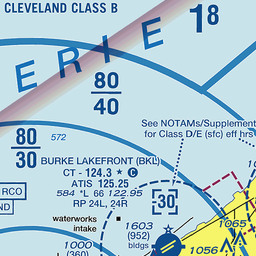 CLEVELAND CLASS B
1 8
ERIE
80
40
See NOTAMs/Supplement
for Class D/E (sfc) eff hrs
80
30
572
BURKE LAKEFRONT (BKL)
CT - 124.3 * C
ATIS 125.25
584 *L 66 122.95
RP 24L, 24R
RCO
30
waterworks
intake
1603
(952)
bldgs
1065
1056
1000
(360)